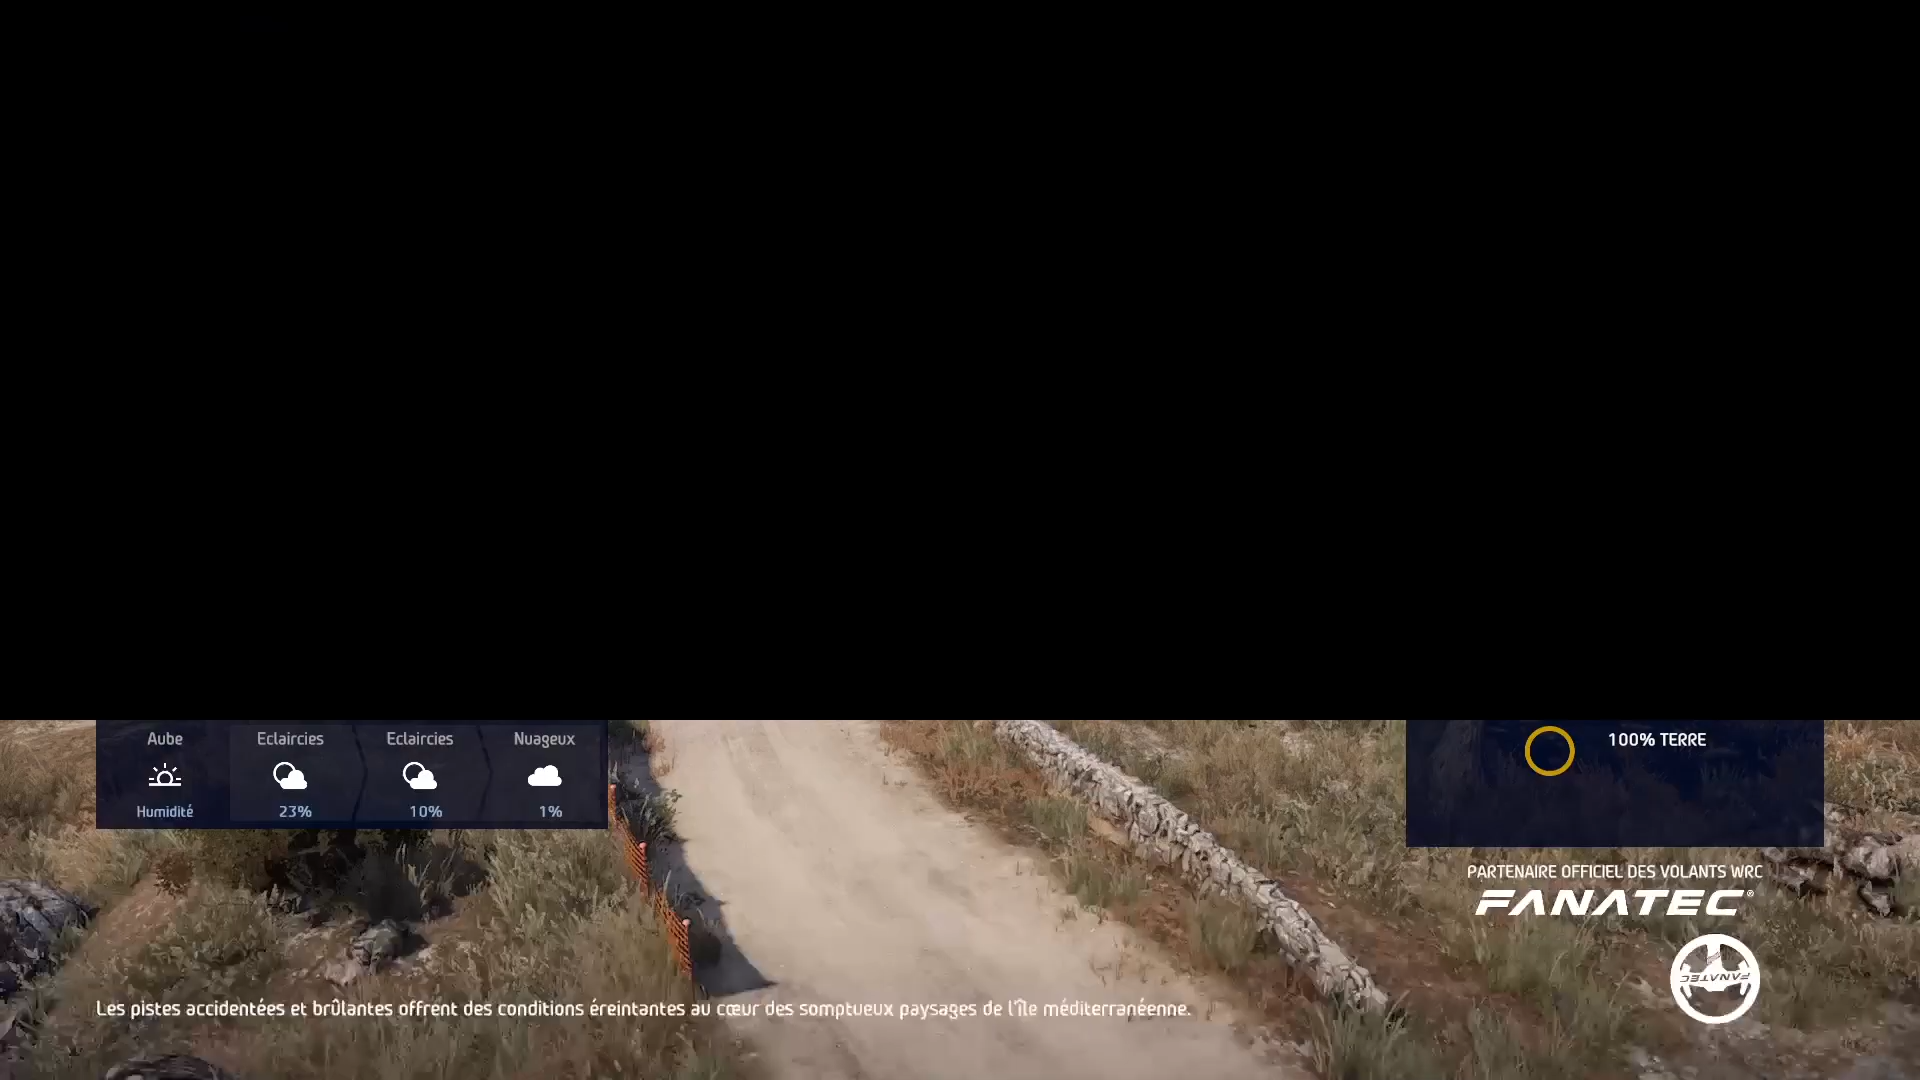 Aube Eclaircies Eclaircies Nuageux
Humidité 23% 10% 1%
100% TERRE
PARTENAIRE OFFICIEL DES VOLANTS WRC
FANATEC®
FANATEC
Les pistes accidentées et brûlantes offrent des conditions éreintantes au cœur des somptueux paysages de l'île méditerranéenne.